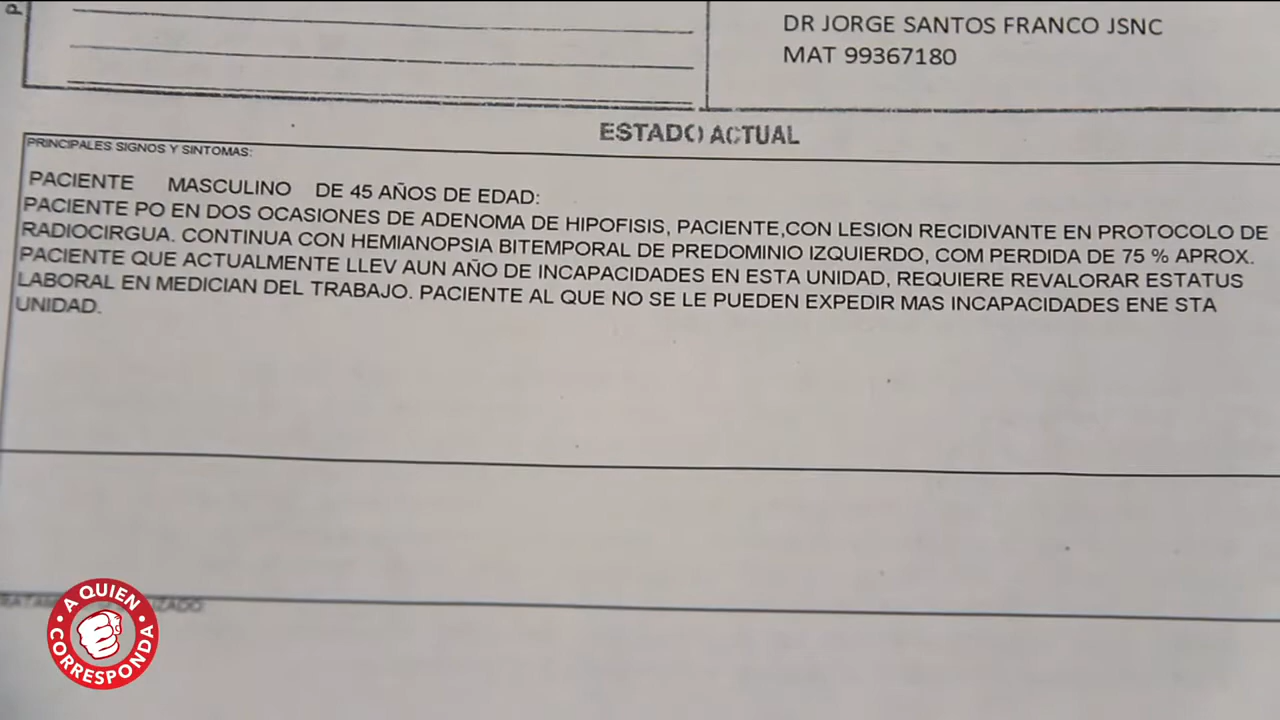 P
DR JORGE SANTOS FRANCO JSNC
MAT 99367180
ESTADO ACTUAL
PRINCIPALES SIGNOS Y SINTOMAS:
PACIENTE MASCULINO DE 45 AÑOS DE EDAD:
PACIENTE PO EN DOS OCASIONES DE ADENOMA DE HIPOFISIS, PACIENTE,CON LESION RECIDIVANTE EN PROTOCOLO DE
RADIOCIRGUA. CONTINUA CON HEMIANOPSIA BITEMPORAL DE PREDOMINIO IZQUIERDO, COM PERDIDA DE 75 % APROX.
PACIENTE QUE ACTUALMENTE LLEV AUN AÑO DE INCAPACIDADES EN ESTA UNIDAD, REQUIERE REVALORAR ESTATUS
LABORAL EN MEDICIAN DEL TRABAJO. PACIENTE AL QUE NO SE LE PUEDEN EXPEDIR MAS INCAPACIDADES ENE STA
UNIDAD.
A QUIEN CORRESPONDA